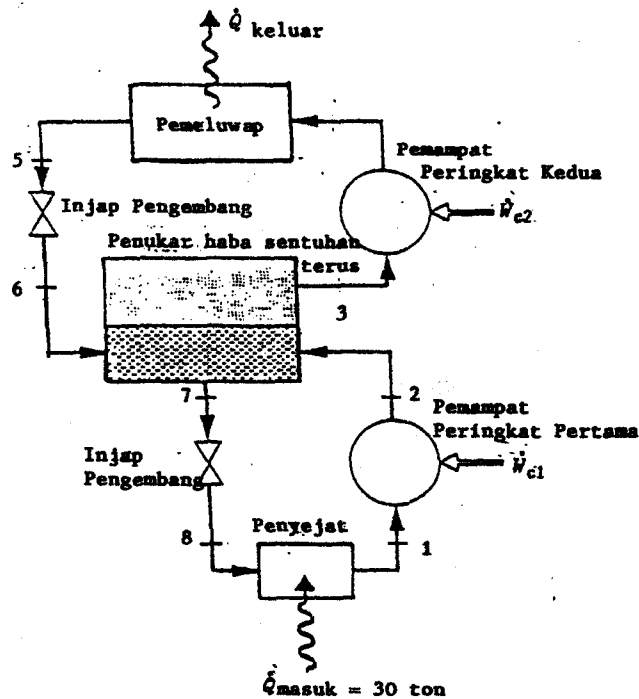 Q̇ keluar
Pemeluwap
5
Pemampat
Peringkat Kedua
Injap Pengembang
Ẇc2
Penukar haba sentuhan
terus
6
3
7
2
Pemampat
Peringkat Pertama
Injap
Pengembang
Ẇc1
8
Penyejat
1
Q̇masuk = 30 ton